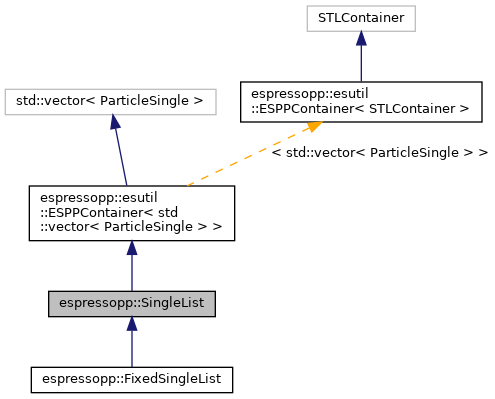 STLContainer
std::vector< ParticleSingle >
espressopp::esutil
::ESPPContainer< STLContainer >
< std::vector< ParticleSingle > >
espressopp::esutil
::ESPPContainer< std
::vector< ParticleSingle > >
espressopp::SingleList
espressopp::FixedSingleList